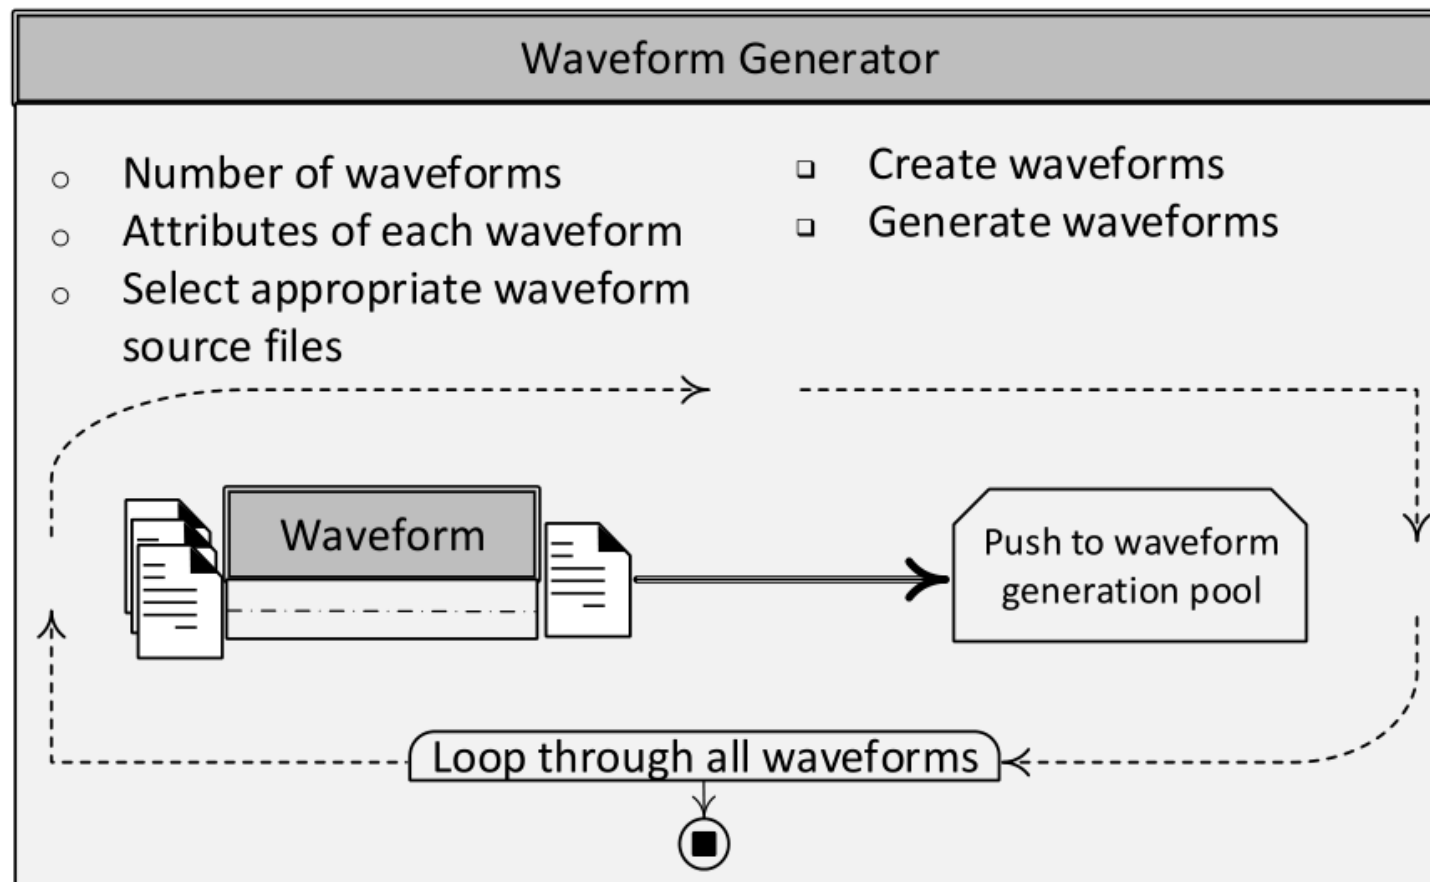 Waveform Generator
Number of waveforms
Attributes of each waveform
Select appropriate waveform
source files
Create waveforms
Generate waveforms
Waveform
Push to waveform
generation pool
Loop through all waveforms